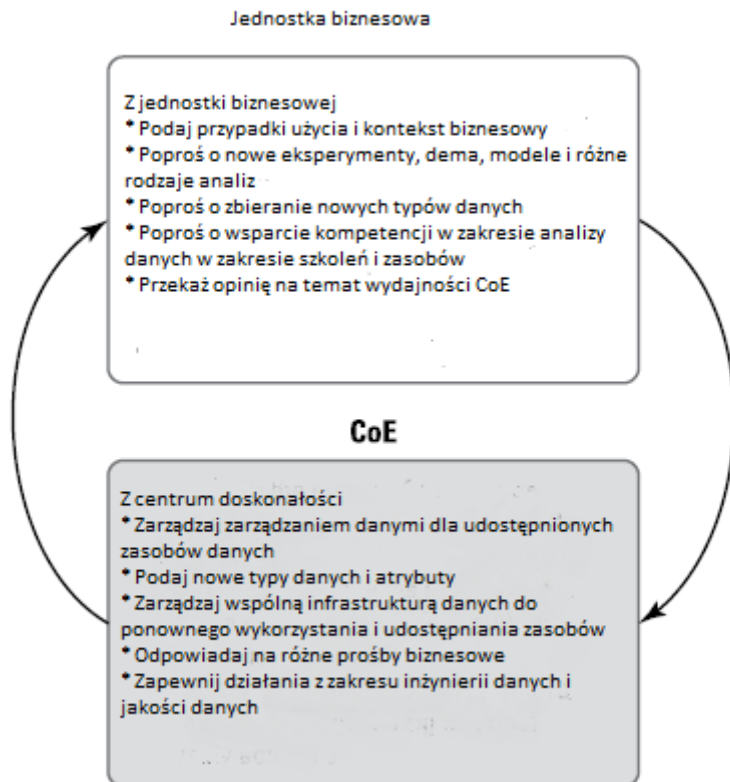 Jednostka biznesowa
Z jednostki biznesowej
* Podaj przypadki użycia i kontekst biznesowy
* Poproś o nowe eksperymenty, dema, modele i różne
rodzaje analiz
* Poproś o zbieranie nowych typów danych
* Poproś o wsparcie kompetencji w zakresie analizy
danych w zakresie szkoleń i zasobów
* Przekaż opinię na temat wydajności CoE
CoE
Z centrum doskonałości
* Zarządzaj zarządzaniem danymi dla udostępnionych
zasobów danych
* Podaj nowe typy danych i atrybuty
* Zarządzaj wspólną infrastrukturą danych do
ponownego wykorzystania i udostępniania zasobów
* Odpowiadaj na różne prośby biznesowe
* Zapewnij działania z zakresu inżynierii danych i
jakości danych